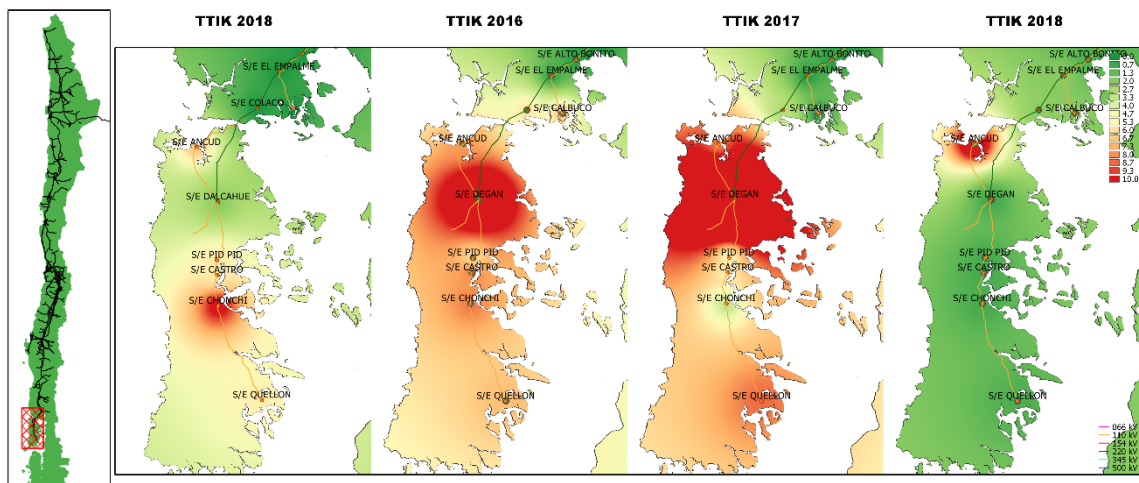 TTIK 2018
TTIK 2016
TTIK 2017
TTIK 2018
S/E EL EMPALME
S/E COLACO
S/E ANCUD
S/E DALCAHUE
S/E PID PID
S/E CASTRO
S/E CHONCHI
S/E QUELLON
S/E ALTO BONITO
S/E EL EMPALME
S/E CALBUCO
S/E ANCUD
S/E DEGAN
S/E PID PID
S/E CASTRO
S/E CHONCHI
S/E QUELLON
S/E ALTO BONITO
S/E EL EMPALME
S/E CALBUCO
S/E ANCUD
S/E DEGAN
S/E PID PID
S/E CASTRO
S/E CHONCHI
S/E QUELLON
S/E ALTO BONITO
S/E EL EMPALME
S/E CALBUCO
S/E ANCUD
S/E DEGAN
S/E PID PID
S/E CASTRO
S/E CHONCHI
S/E QUELLON
0.0
0.7
1.3
2.0
2.7
3.3
4.0
4.7
5.3
6.0
6.7
7.3
8.0
8.7
9.3
10.0
066 kV
110 kV
154 kV
220 kV
345 kV
500 kV